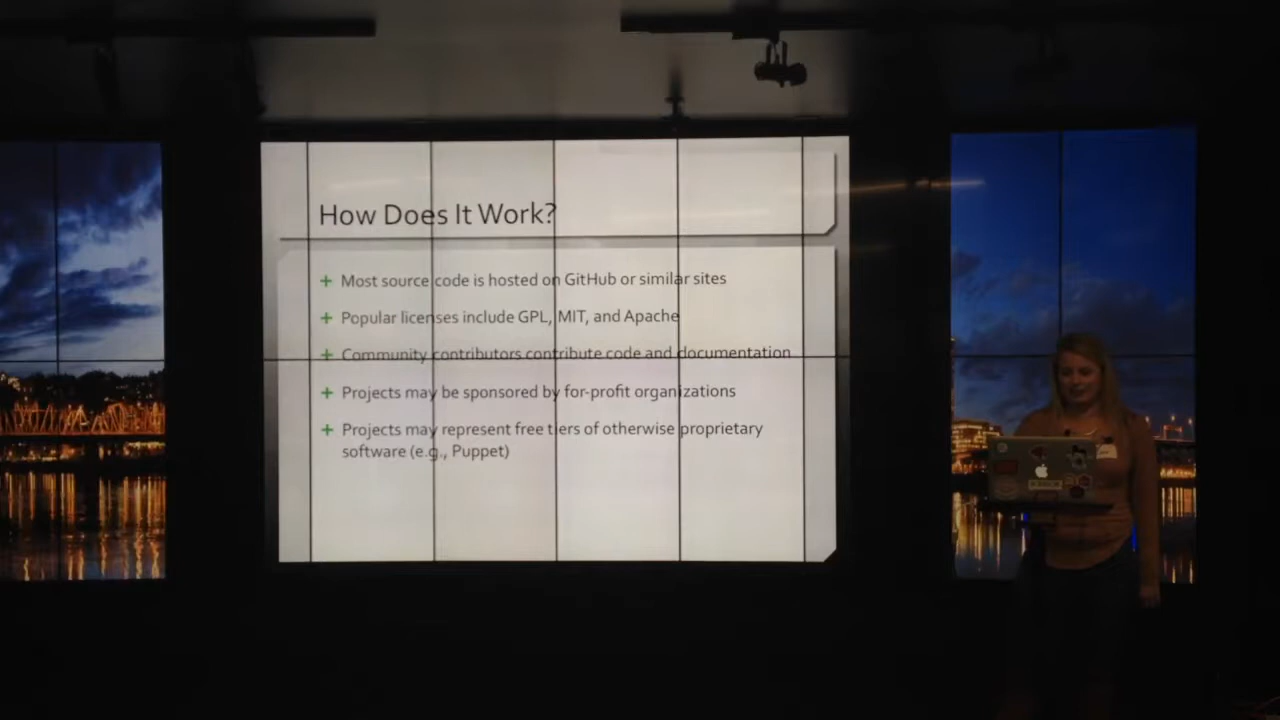 How Does It Work?
+ Most source code is hosted on GitHub or similar sites
+ Popular licenses include GPL, MIT, and Apache
+ Community contributors contribute code and documentation
+ Projects may be sponsored by for-profit organizations
+ Projects may represent free tiers of otherwise proprietary
software (e.g., Puppet)